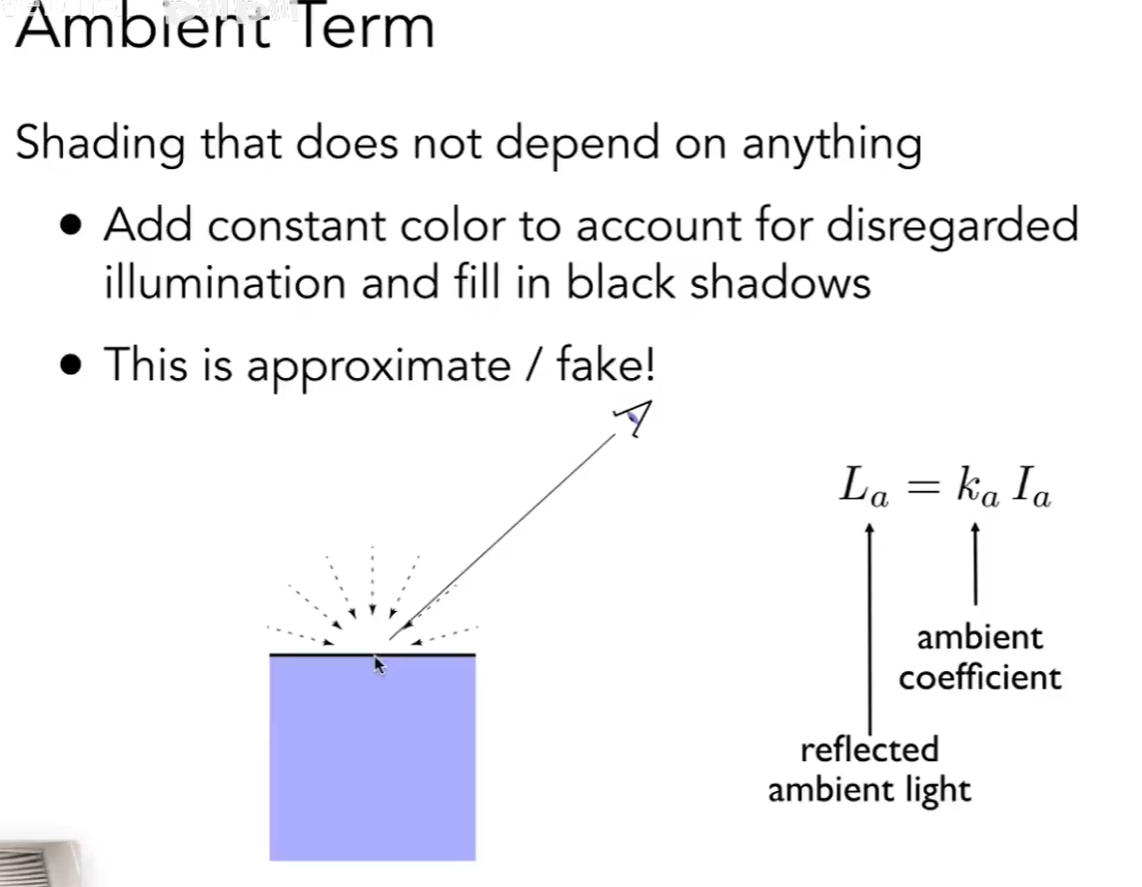 Ambient Term
Shading that does not depend on anything
• Add constant color to account for disregarded
illumination and fill in black shadows
• This is approximate / fake!
L_a = k_a I_a
ambient
coefficient
reflected
ambient light